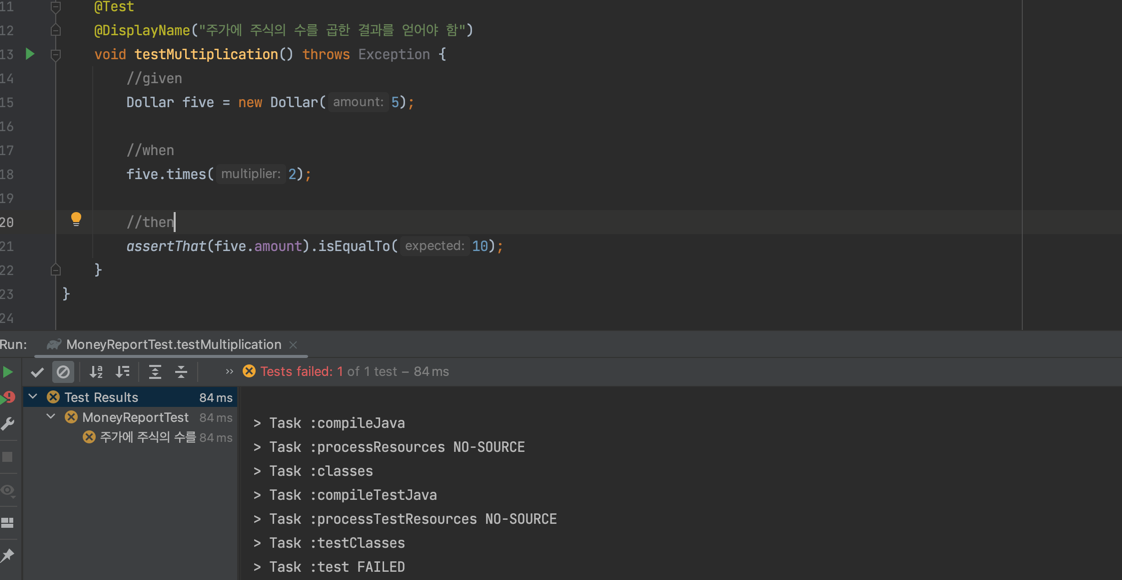 11 @Test
12 @DisplayName("주가에 주식의 수를 곱한 결과를 얻어야 함")
13 void testMultiplication() throws Exception {
14 //given
15 Dollar five = new Dollar( amount: 5);
16
17 //when
18 five.times( multiplier: 2);
19
20 //then
21 assertThat(five.amount).isEqualTo( expected: 10);
22 }
23 }
24
Run: MoneyReportTest.testMultiplication ×
Tests failed: 1 of 1 test – 84 ms
Test Results 84 ms
MoneyReportTest 84 ms
주가에 주식의 수를 84 ms
> Task :compileJava
> Task :processResources NO-SOURCE
> Task :classes
> Task :compileTestJava
> Task :processTestResources NO-SOURCE
> Task :testClasses
> Task :test FAILED